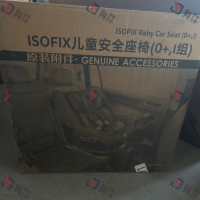 ISOFIX Baby Car Seat (0+,I)
ISOFIX儿童安全座椅(0+,I组)
原装附件·GENUINE ACCESSORIES